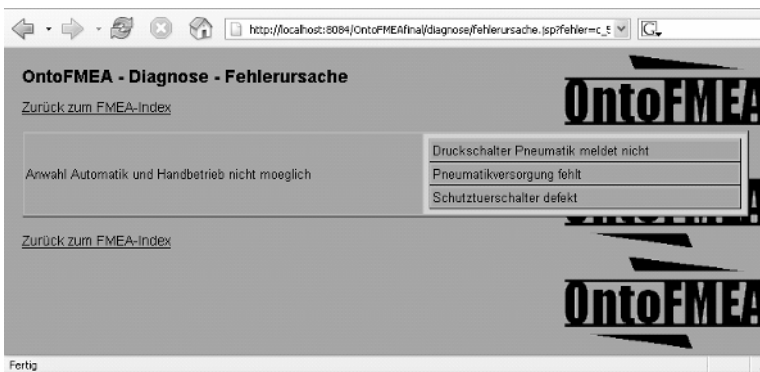 http://localhost:8084/OntoFMEAfinal/diagnose/fehlerursache.jsp?fehler=c_5
G
OntoFMEA - Diagnose - Fehlerursache
Zurück zum FMEA-Index
OntoFMEA
Anwahl Automatik und Handbetrieb nicht moeglich
Druckschalter Pneumatik meldet nicht
Pneumatikversorgung fehlt
Schutztuerschalter defekt
Zurück zum FMEA-Index
OntoFMEA
Fertig